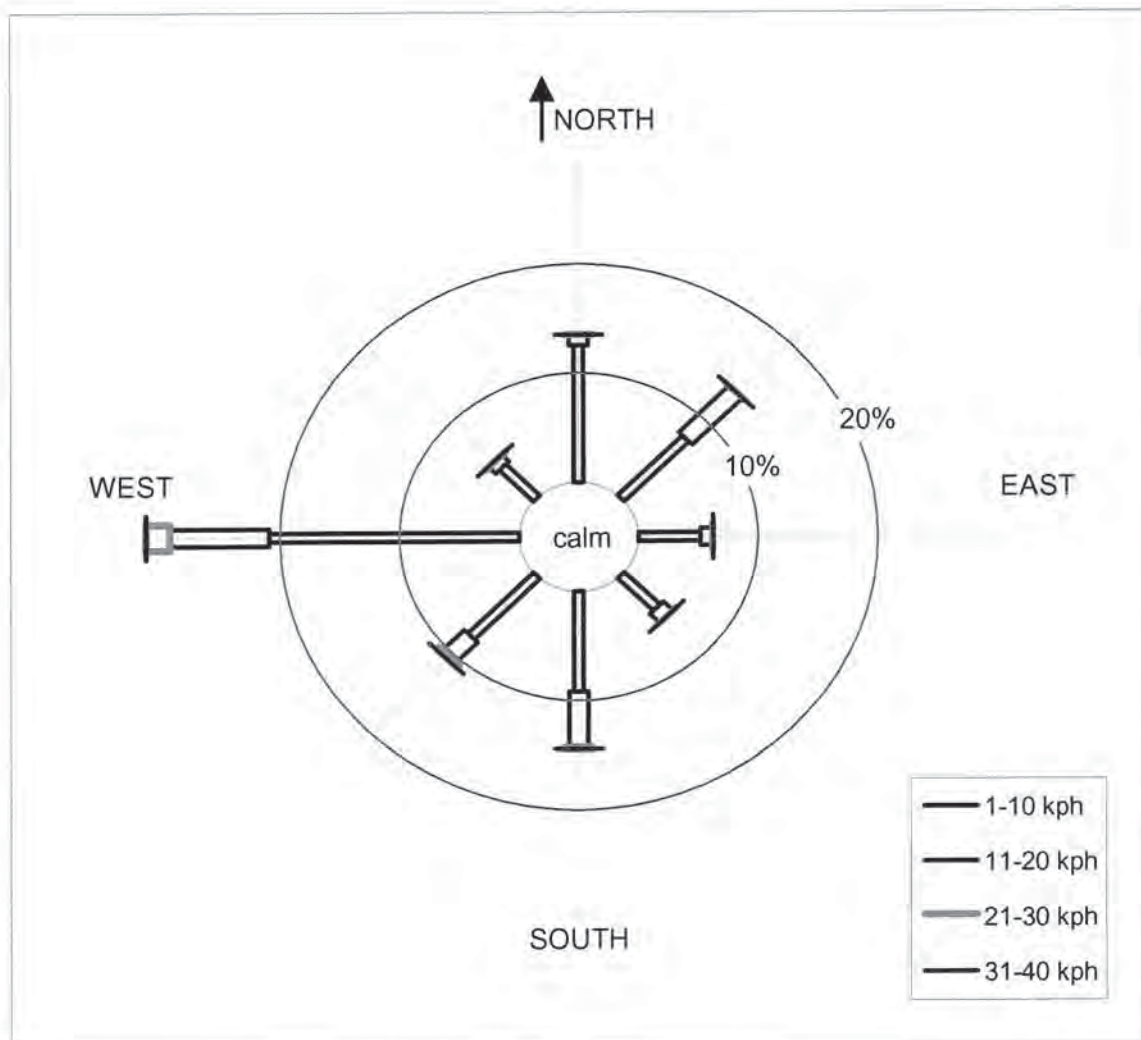 NORTH
20%
10%
WEST
EAST
calm
1-10 kph
11-20 kph
21-30 kph
31-40 kph
SOUTH